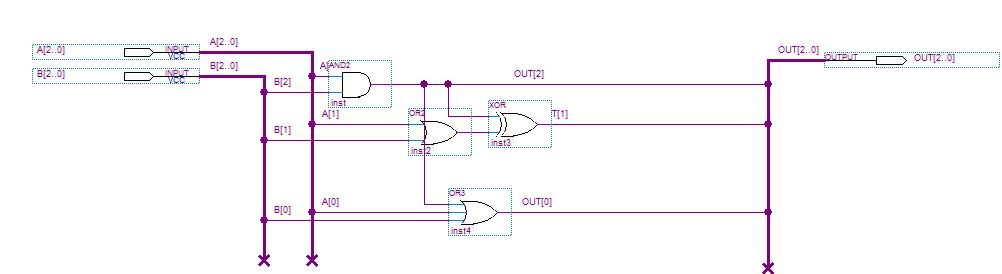 A[2..0]
INPUT
VCC
A[2..0]
B[2..0]
INPUT
VCC
B[2..0]
OUT[2..0]
OUTPUT
OUT[2..0]
AND2
B[2]
OUT[2]
inst
XOR
OR2
A[1]
T[1]
B[1]
inst3
inst2
OR3
A[0]
OUT[0]
B[0]
inst4